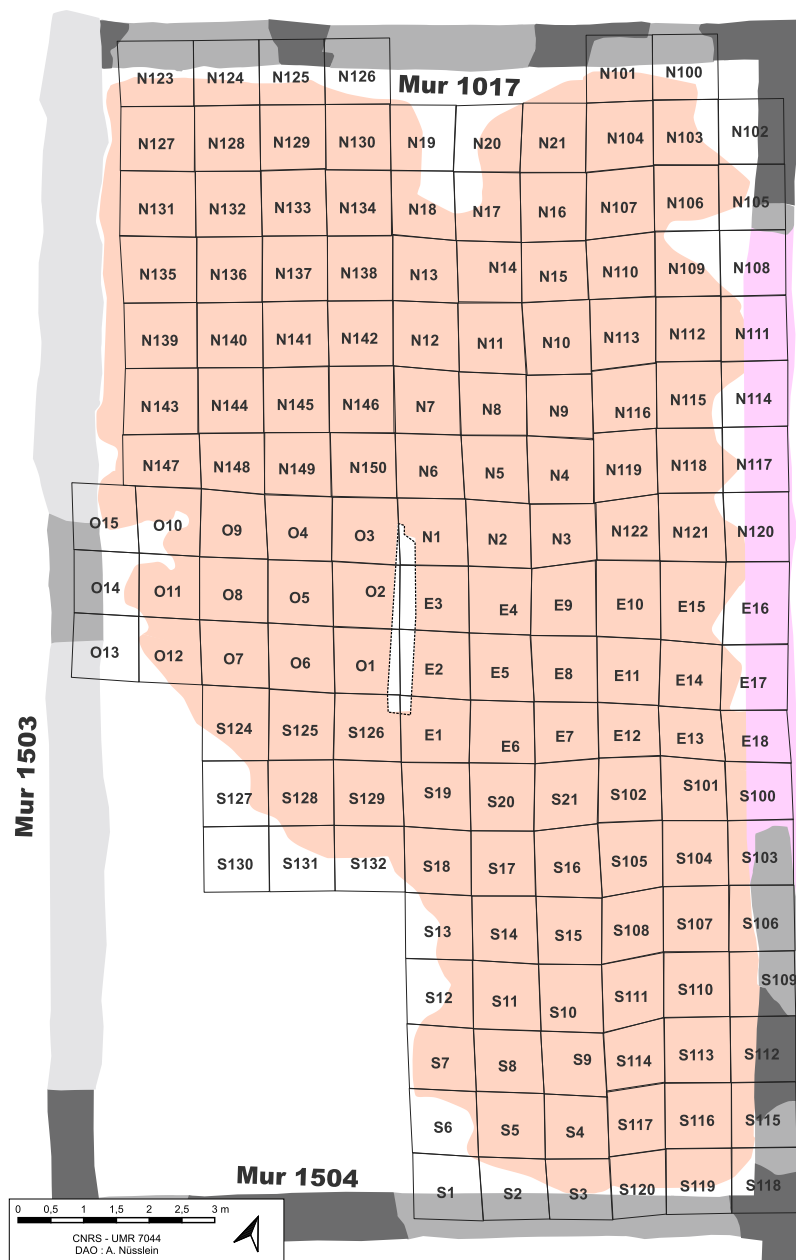 N101 N100
N123 N124 N125 N126 Mur 1017
N127 N128 N129 N130 N19 N20 N21 N104 N103 N102
N131 N132 N133 N134 N18 N17 N16 N107 N106 N105
N135 N136 N137 N138 N13 N14 N15 N110 N109 N108
N139 N140 N141 N142 N12 N11 N10 N113 N112 N111
N143 N144 N145 N146 N7 N8 N9 N116 N115 N114
N147 N148 N149 N150 N6 N5 N4 N119 N118 N117
O15 O10 O9 O4 O3 N1 N2 N3 N122 N121 N120
O14 O11 O8 O5 O2 E3 E4 E9 E10 E15 E16
O13 O12 O7 O6 O1 E2 E5 E8 E11 E14 E17
S124 S125 S126 E1 E6 E7 E12 E13 E18
Mur 1503
S127 S128 S129 S19 S20 S21 S102 S101 S100
S130 S131 S132 S18 S17 S16 S105 S104 S103
S13 S14 S15 S108 S107 S106
S12 S11 S10 S111 S110 S109
S7 S8 S9 S114 S113 S112
S6 S5 S4 S117 S116 S115
Mur 1504
S1 S2 S3 S120 S119 S118
0 0,5 1 1,5 2 2,5 3 m
CNRS - UMR 7044
DAO : A. Nüsslein